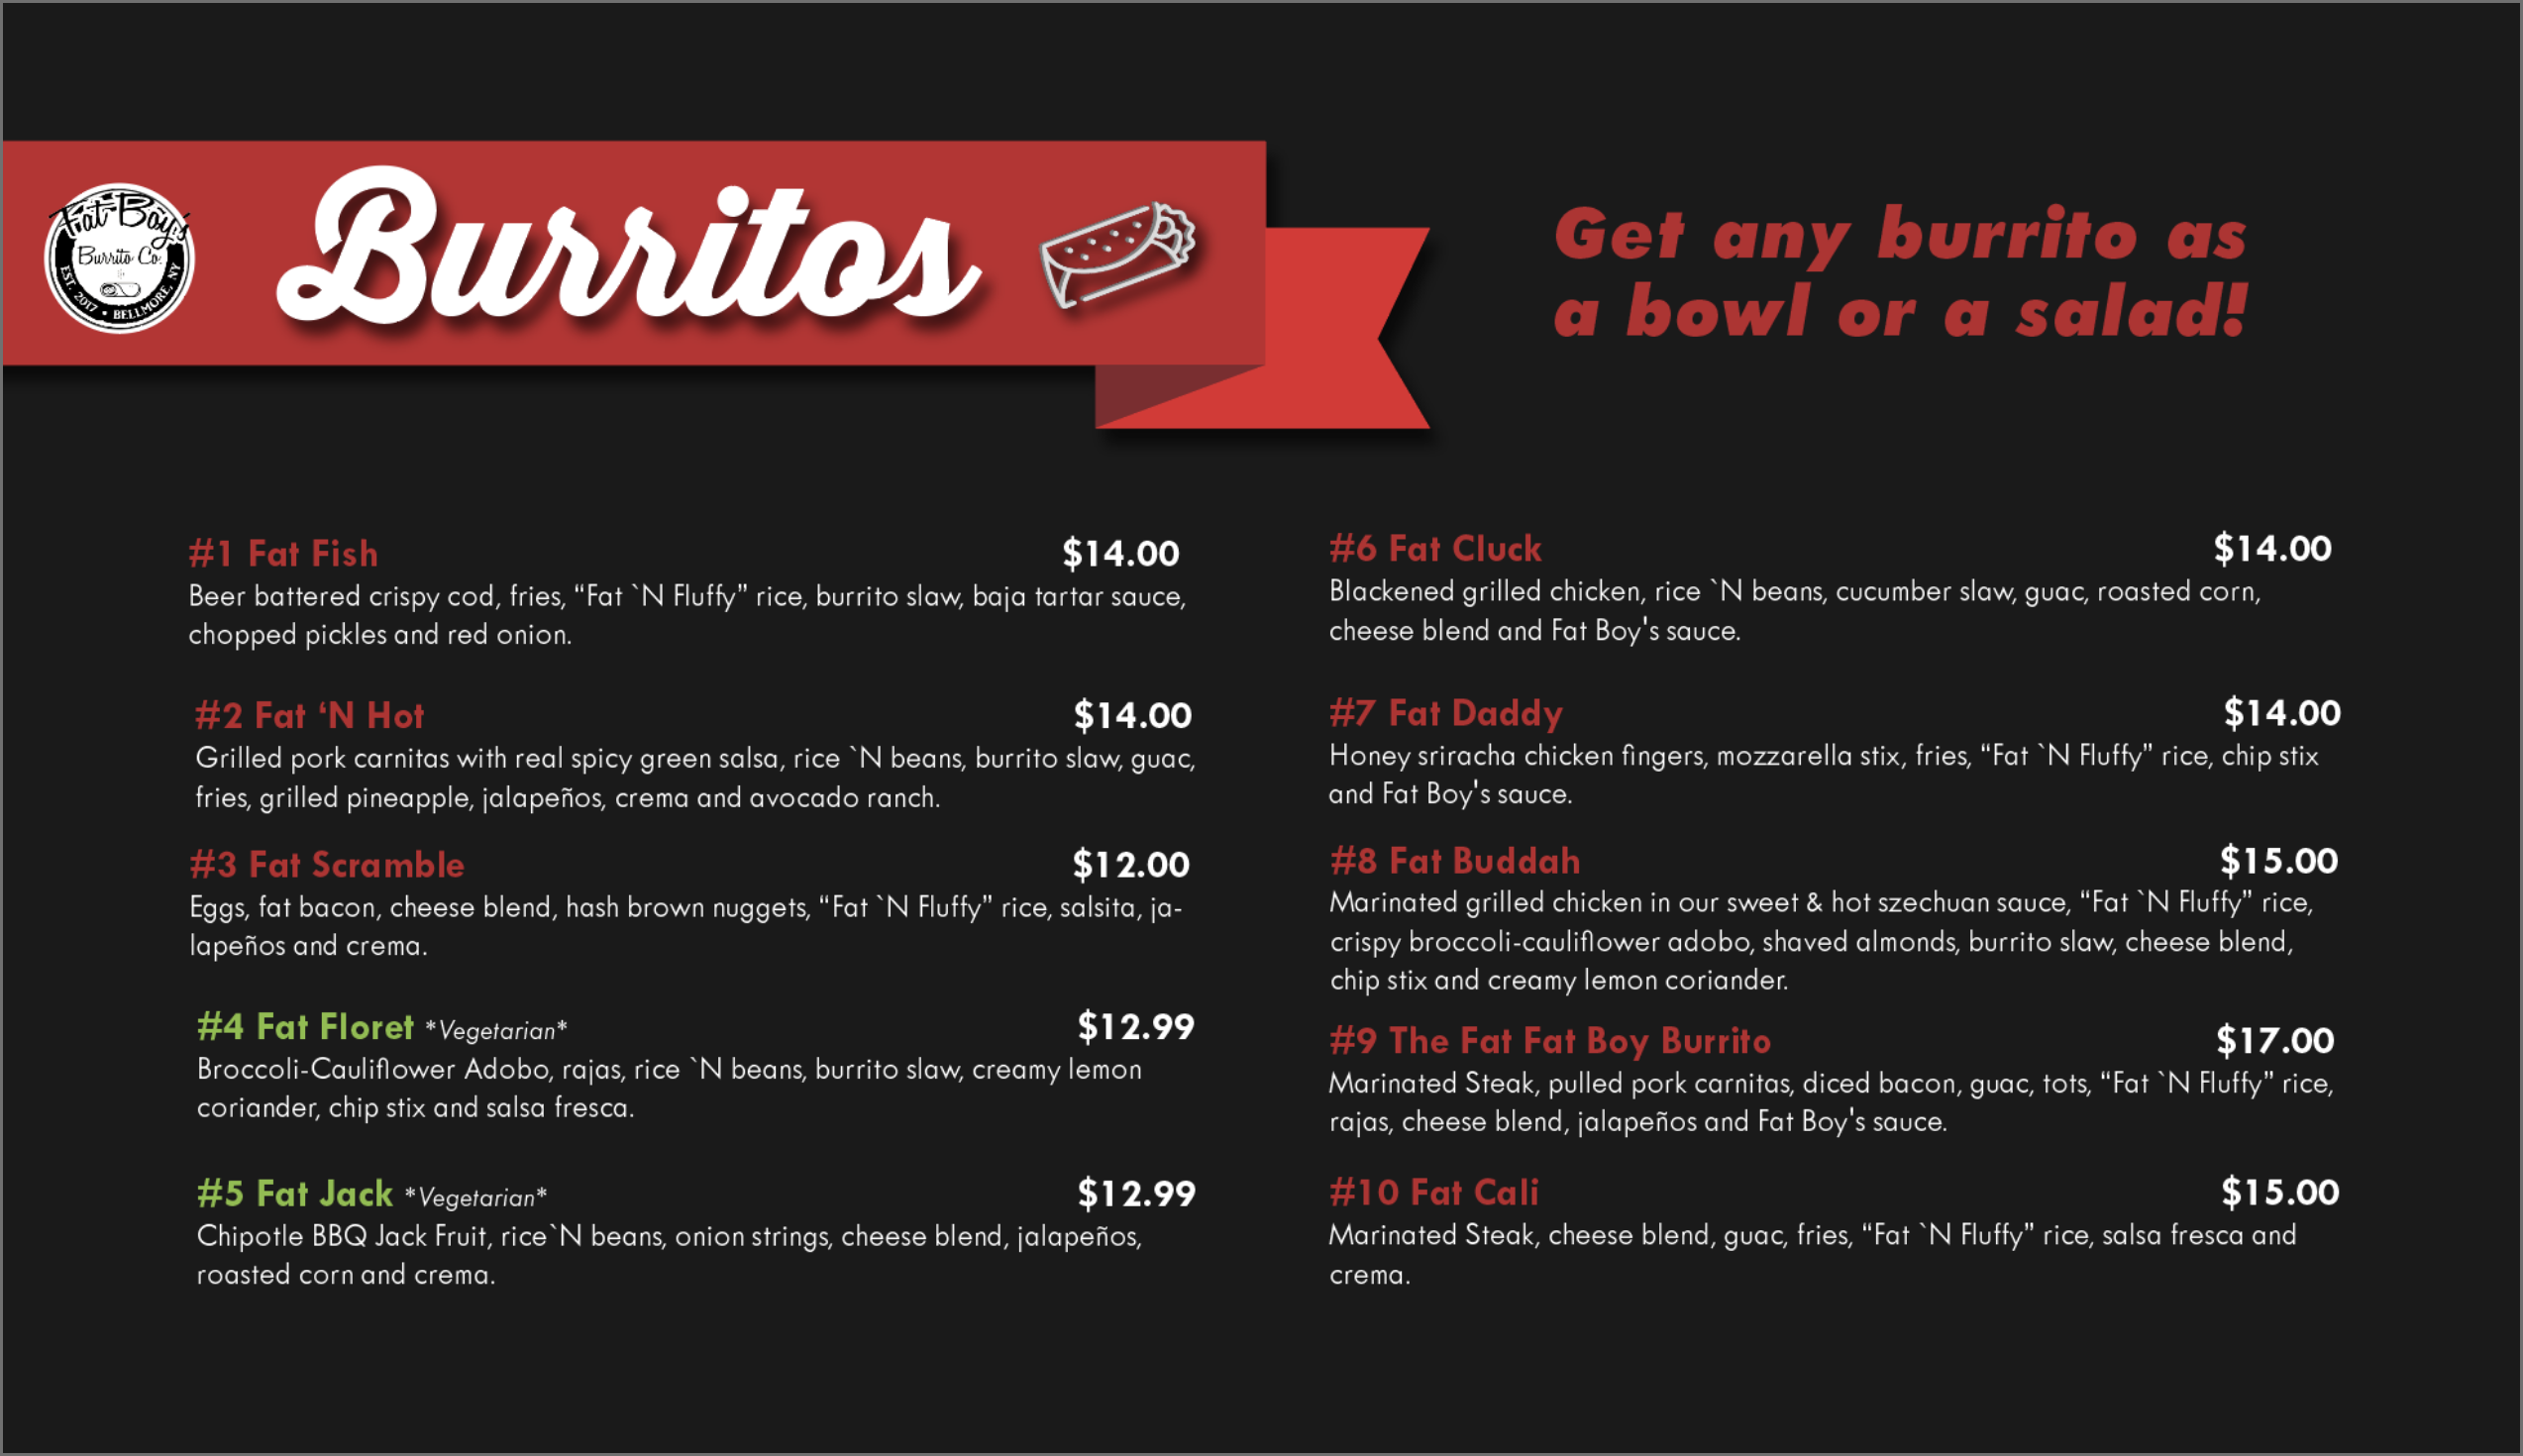 Fat Boy's
Burrito Co.
EST. 2017 • BELLMORE, NY
Burritos
Get any burrito as
a bowl or a salad!
#1 Fat Fish $14.00
Beer battered crispy cod, fries, “Fat `N Fluffy” rice, burrito slaw, baja tartar sauce,
chopped pickles and red onion.
#2 Fat ‘N Hot $14.00
Grilled pork carnitas with real spicy green salsa, rice `N beans, burrito slaw, guac,
fries, grilled pineapple, jalapeños, crema and avocado ranch.
#3 Fat Scramble $12.00
Eggs, fat bacon, cheese blend, hash brown nuggets, “Fat `N Fluffy” rice, salsita, ja-
lapeños and crema.
#4 Fat Floret *Vegetarian* $12.99
Broccoli-Cauliflower Adobo, rajas, rice `N beans, burrito slaw, creamy lemon
coriander, chip stix and salsa fresca.
#5 Fat Jack *Vegetarian* $12.99
Chipotle BBQ Jack Fruit, rice`N beans, onion strings, cheese blend, jalapeños,
roasted corn and crema.
#6 Fat Cluck $14.00
Blackened grilled chicken, rice `N beans, cucumber slaw, guac, roasted corn,
cheese blend and Fat Boy's sauce.
#7 Fat Daddy $14.00
Honey sriracha chicken fingers, mozzarella stix, fries, “Fat `N Fluffy” rice, chip stix
and Fat Boy's sauce.
#8 Fat Buddah $15.00
Marinated grilled chicken in our sweet & hot szechuan sauce, “Fat `N Fluffy” rice,
crispy broccoli-cauliflower adobo, shaved almonds, burrito slaw, cheese blend,
chip stix and creamy lemon coriander.
#9 The Fat Fat Boy Burrito $17.00
Marinated Steak, pulled pork carnitas, diced bacon, guac, tots, “Fat `N Fluffy” rice,
rajas, cheese blend, jalapeños and Fat Boy's sauce.
#10 Fat Cali $15.00
Marinated Steak, cheese blend, guac, fries, “Fat `N Fluffy” rice, salsa fresca and
crema.